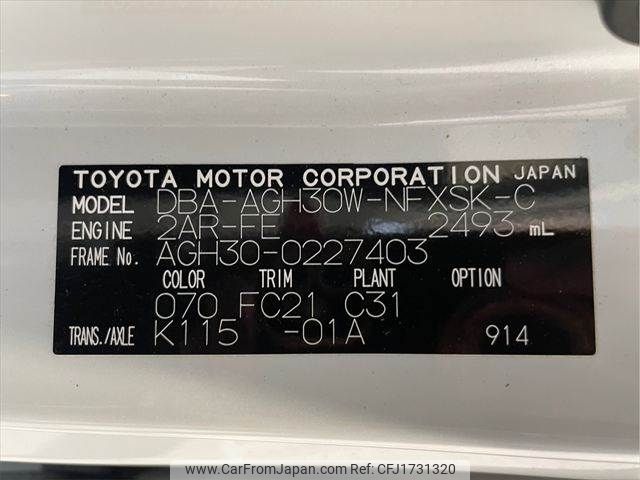 TOYOTA MOTOR CORPORATION JAPAN
MODEL DBA-AGH30W-NFXSK-C
ENGINE 2AR-FE 2493 mL
FRAME No. AGH30-0227403
COLOR TRIM PLANT OPTION
070 FC21 C31
TRANS./AXLE K115 -01A 914
www.CarFromJapan.com - Ref No: CFJ1731320